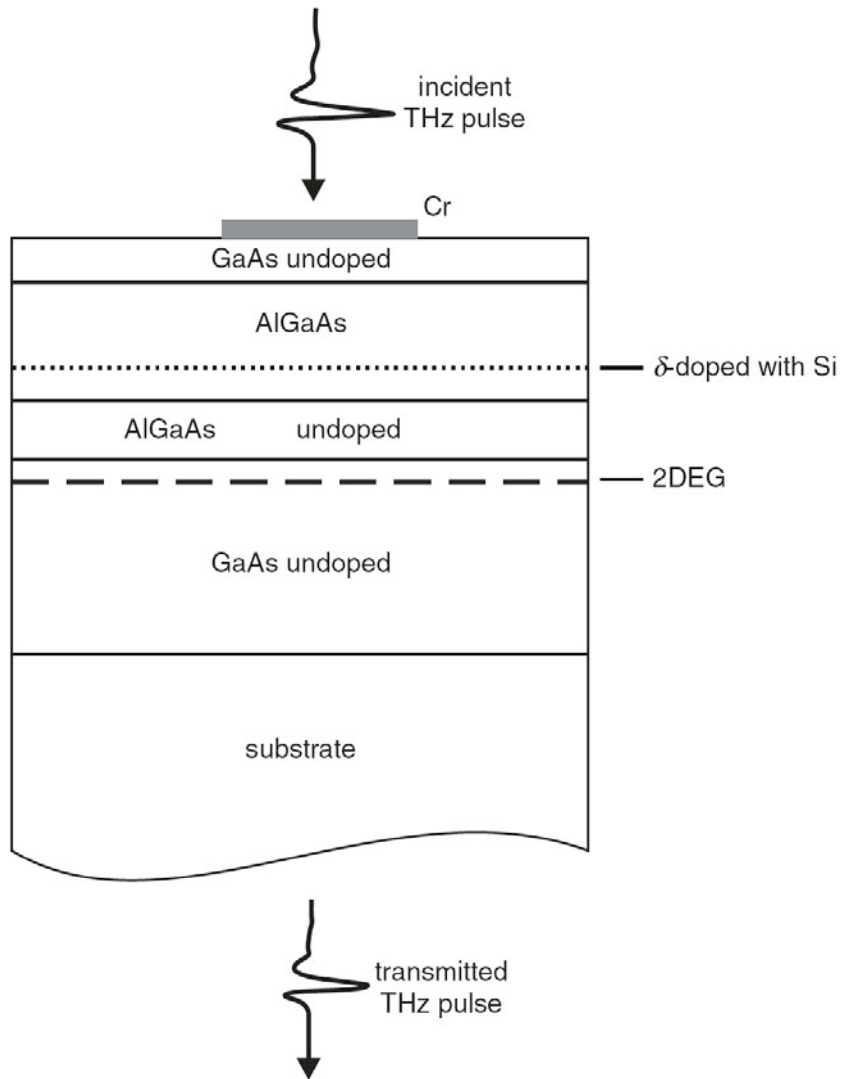 incident
THz pulse
Cr
GaAs undoped
AlGaAs
δ-doped with Si
AlGaAs undoped
2DEG
GaAs undoped
substrate
transmitted
THz pulse